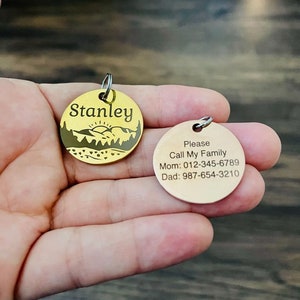 Stanley
Please
Call My Family
Mom: 012-345-6789
Dad: 987-654-3210